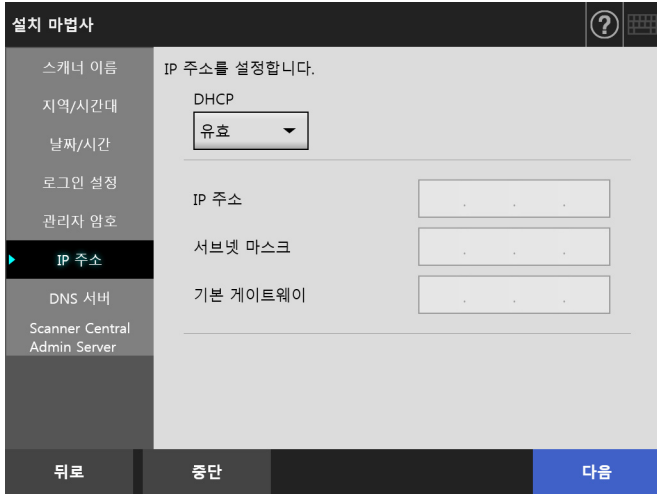 설치 마법사
?
스캐너 이름
지역/시간대
날짜/시간
로그인 설정
관리자 암호
IP 주소
DNS 서버
Scanner Central
Admin Server
IP 주소를 설정합니다.
DHCP
유효
IP 주소 . . .
서브넷 마스크 . . .
기본 게이트웨이 . . .
뒤로
중단
다음